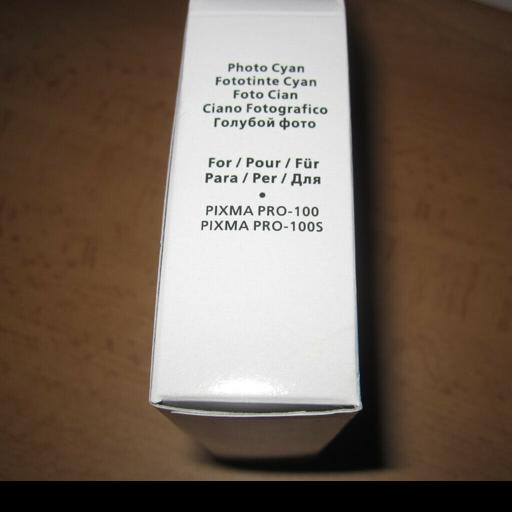 Photo Cyan
Fototinte Cyan
Foto Cian
Ciano Fotografico
Голубой фото
For / Pour / Für
Para / Per / Для
•
PIXMA PRO-100
PIXMA PRO-100S